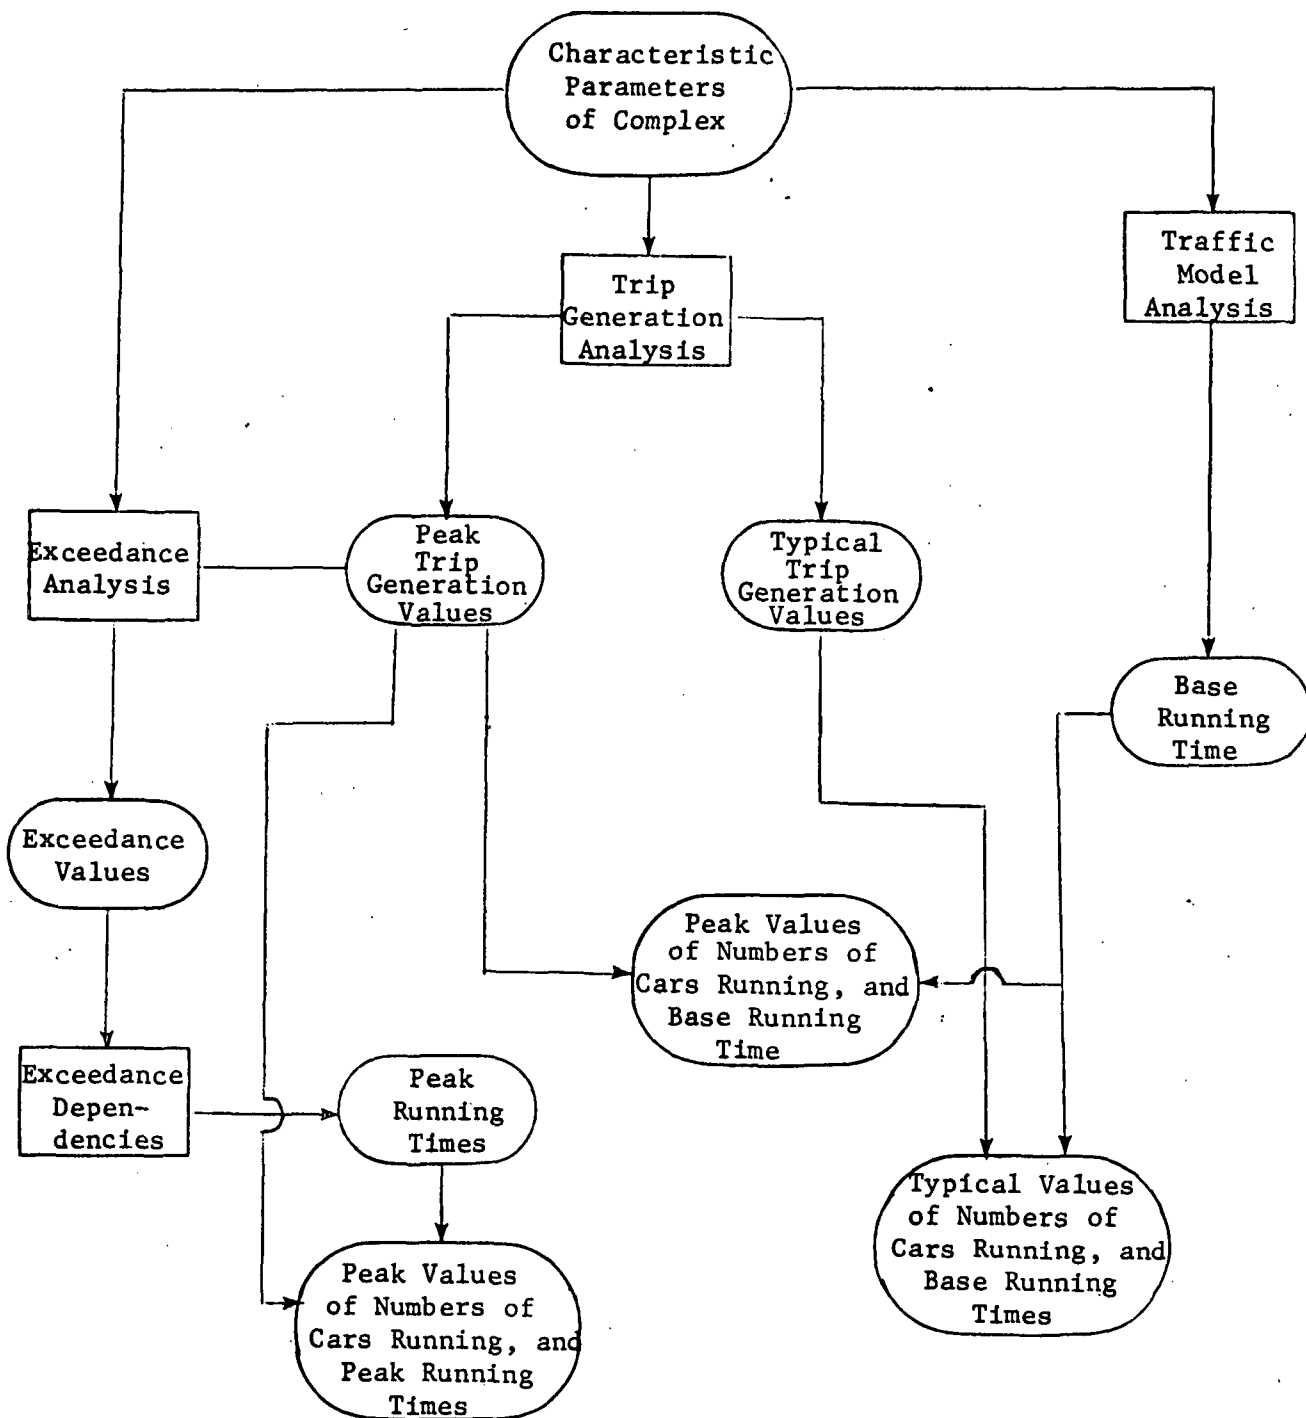 Characteristic
Parameters
of Complex
Trip
Generation
Analysis
Traffic
Model
Analysis
Exceedance
Analysis
Peak
Trip
Generation
Values
Typical
Trip
Generation
Values
Base
Running
Time
Exceedance
Values
Peak Values
of Numbers of
Cars Running, and
Base Running
Time
Exceedance
Depen-
dencies
Peak
Running
Times
Typical Values
of Numbers of
Cars Running, and
Base Running
Times
Peak Values
of Numbers of
Cars Running, and
Peak Running
Times